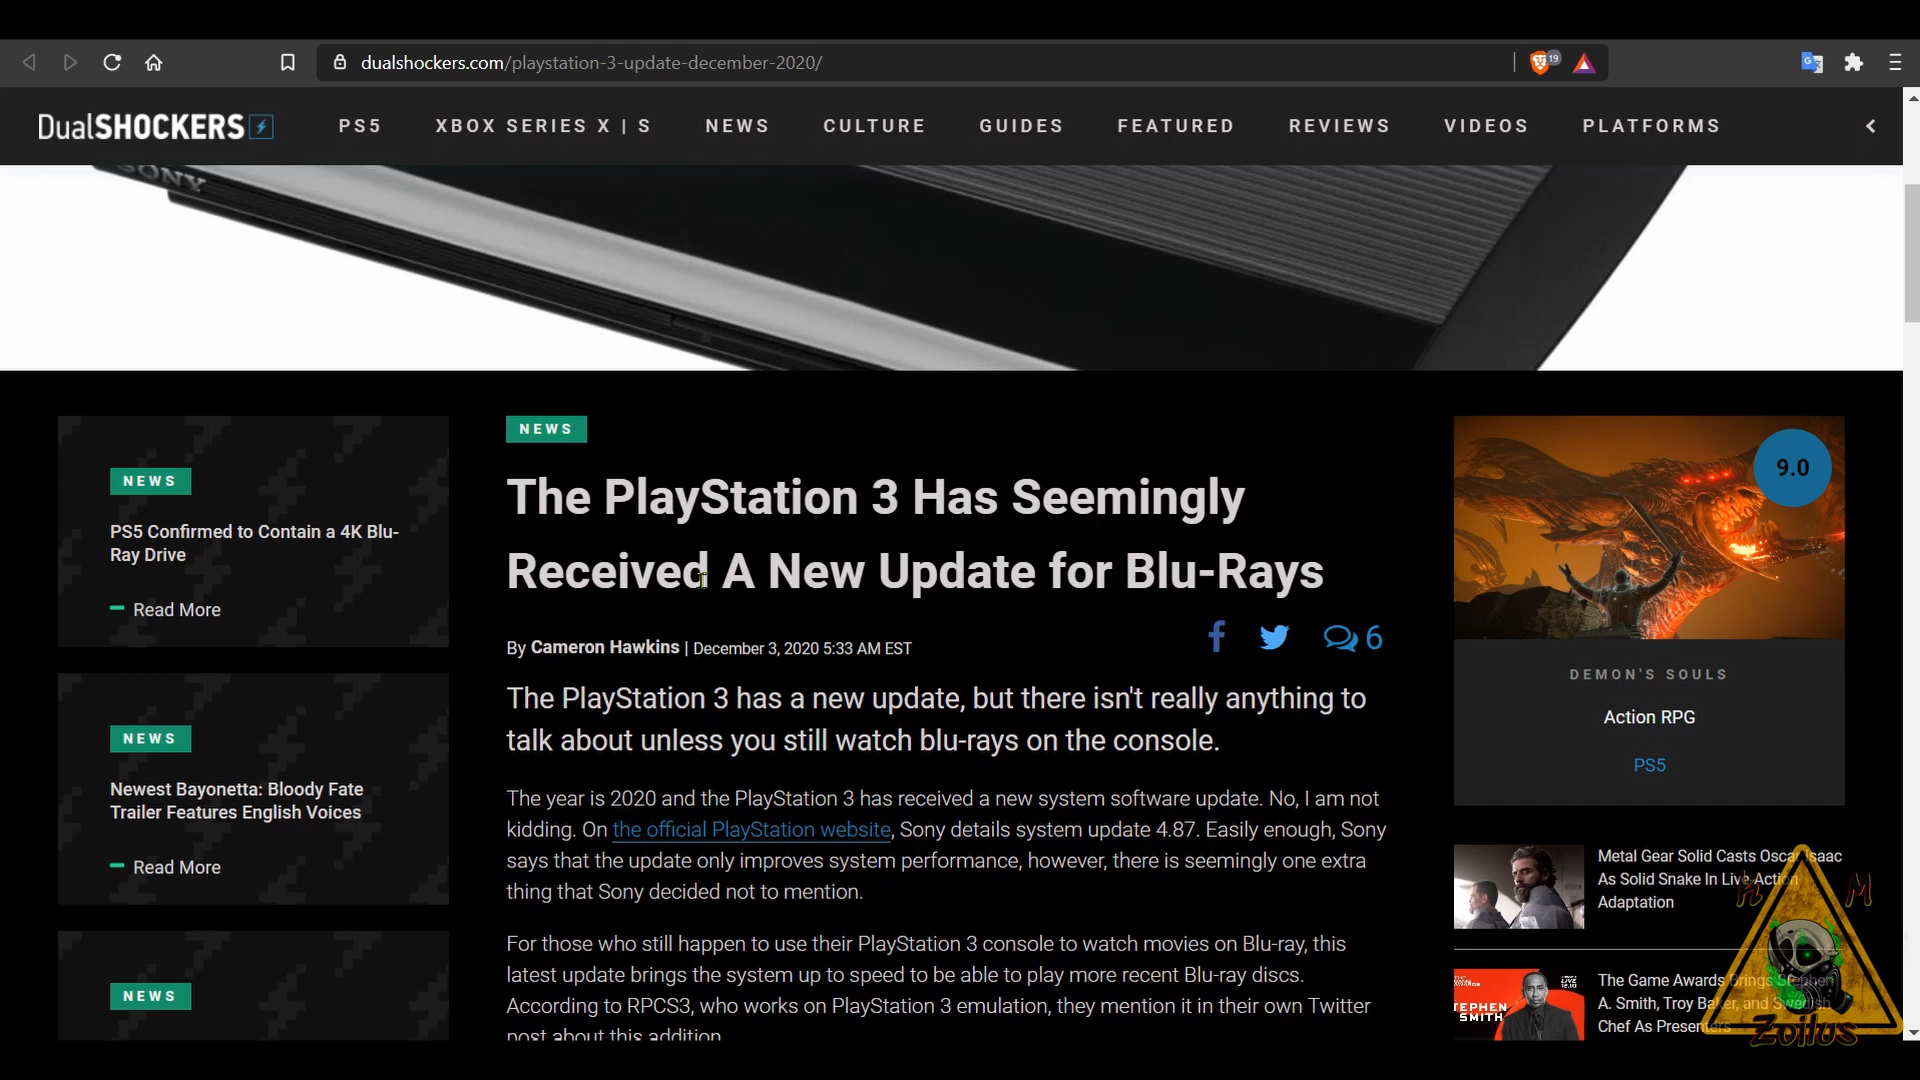 dualshockers.com/playstation-3-update-december-2020/
19
DualSHOCKERS
PS5
XBOX SERIES X | S
NEWS
CULTURE
GUIDES
FEATURED
REVIEWS
VIDEOS
PLATFORMS
SONY
NEWS
PS5 Confirmed to Contain a 4K Blu-
Ray Drive
Read More
NEWS
Newest Bayonetta: Bloody Fate
Trailer Features English Voices
Read More
NEWS
NEWS
The PlayStation 3 Has Seemingly
Received A New Update for Blu-Rays
By Cameron Hawkins | December 3, 2020 5:33 AM EST
6
The PlayStation 3 has a new update, but there isn't really anything to
talk about unless you still watch blu-rays on the console.
The year is 2020 and the PlayStation 3 has received a new system software update. No, I am not
kidding. On the official PlayStation website, Sony details system update 4.87. Easily enough, Sony
says that the update only improves system performance, however, there is seemingly one extra
thing that Sony decided not to mention.
For those who still happen to use their PlayStation 3 console to watch movies on Blu-ray, this
latest update brings the system up to speed to be able to play more recent Blu-ray discs.
According to RPCS3, who works on PlayStation 3 emulation, they mention it in their own Twitter
post about this addition.
9.0
DEMON'S SOULS
Action RPG
PS5
Metal Gear Solid Casts Oscar Isaac
As Solid Snake In Live Action
Adaptation
STEPHEN
SMITH
The Game Awards Brings Stephen
A. Smith, Troy Baker, and Swedish
Chef As Presenters
M
Zoilus